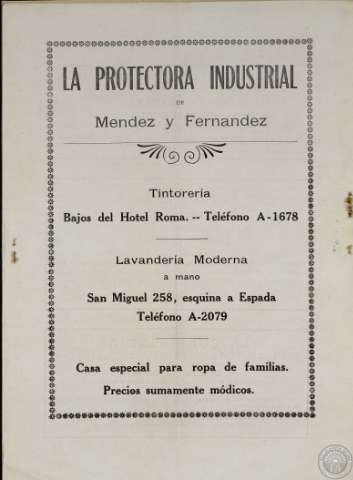 LA PROTECTORA INDUSTRIAL
DE
Mendez y Fernandez
Tintorería
Bajos del Hotel Roma. -- Teléfono A-1678
Lavandería Moderna
a mano
San Miguel 258, esquina a Espada
Teléfono A-2079
Casa especial para ropa de familias.
Precios sumamente módicos.